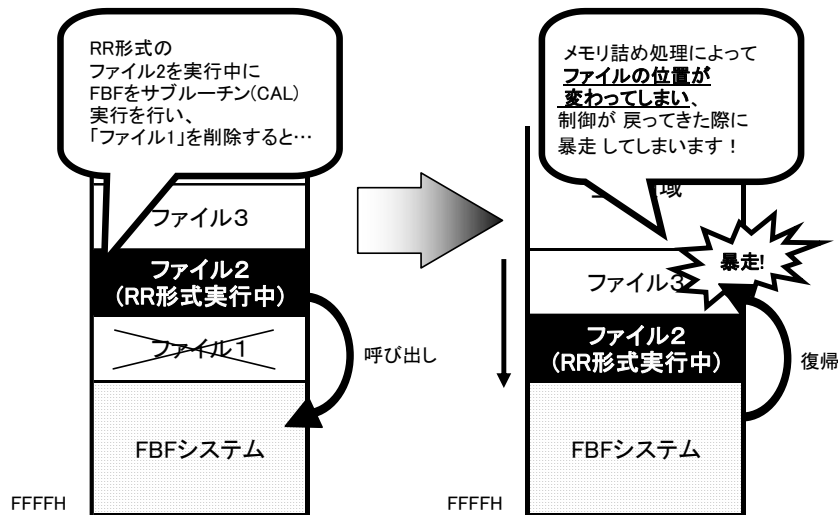 RR形式の
ファイル2を実行中に
FBFをサブルーチン(CAL)
実行を行い、
「ファイル1」を削除すると…
ファイル3
ファイル2
(RR形式実行中)
ファイル1
FBFシステム
FFFFH
呼び出し
メモリ詰め処理によって
ファイルの位置が
変わってしまい、
制御が 戻ってきた際に
暴走 してしまいます！
域
暴走!
ファイル3
ファイル2
(RR形式実行中)
復帰
FBFシステム
FFFFH